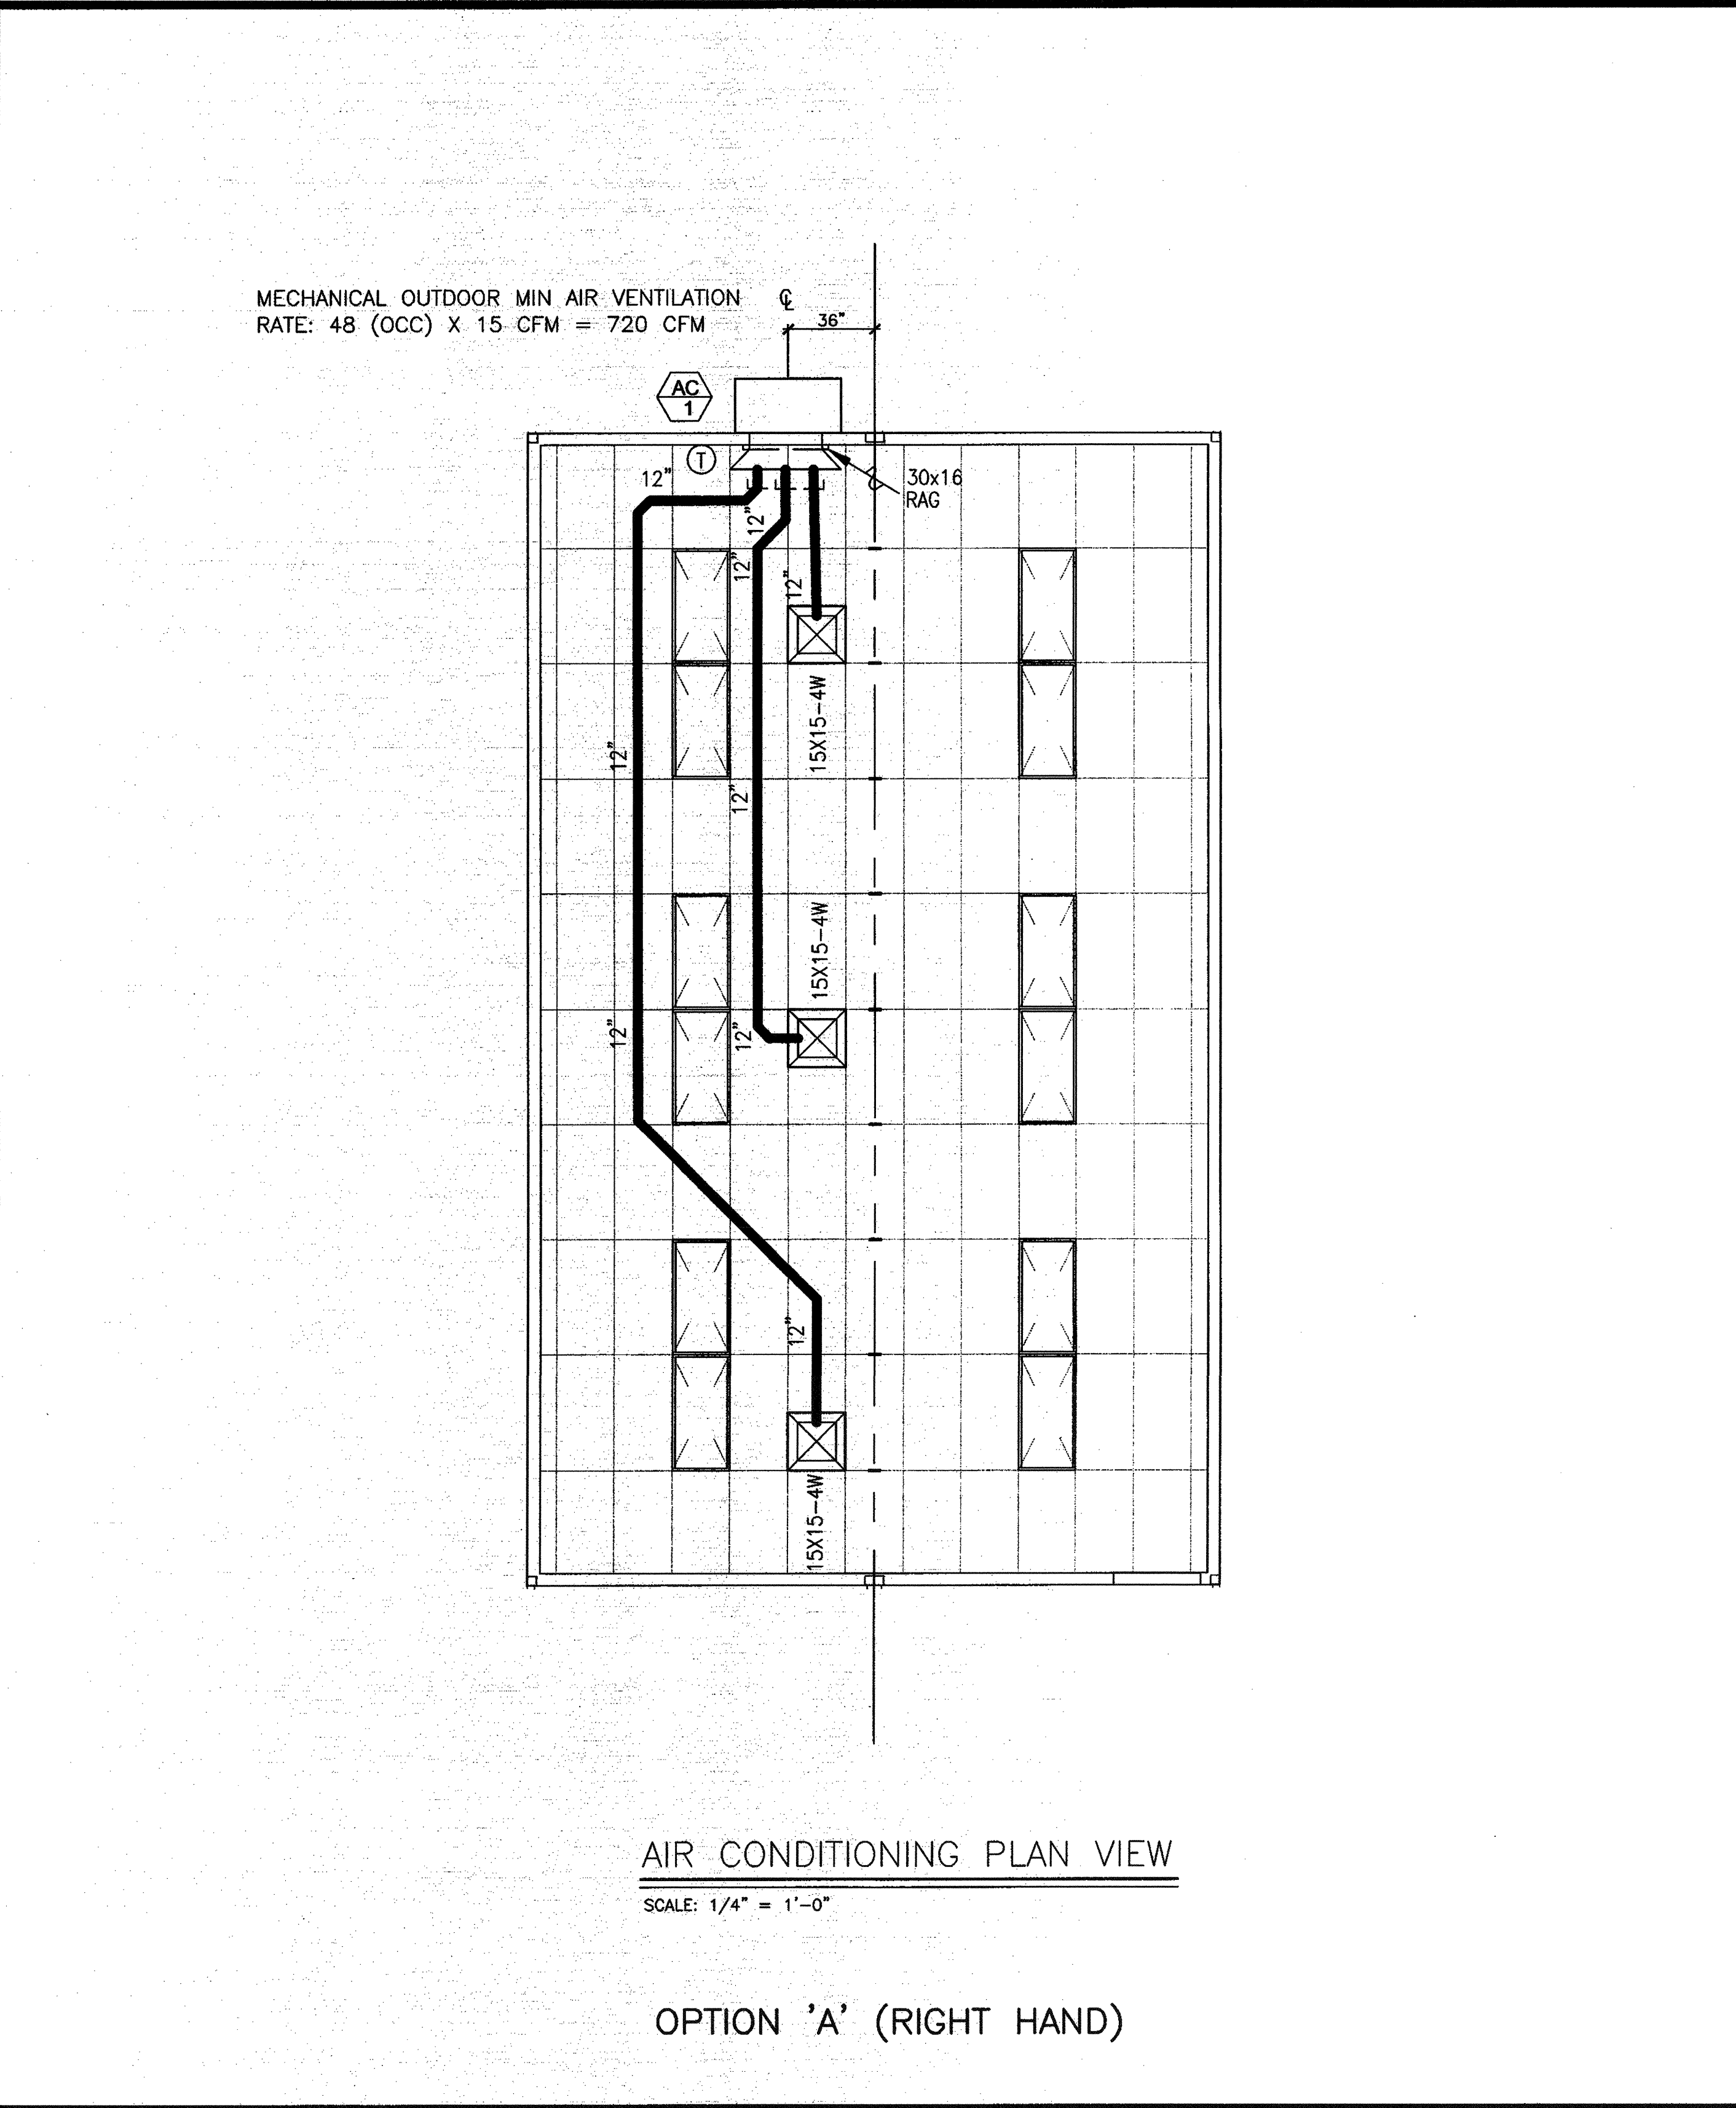 MECHANICAL OUTDOOR MIN AIR VENTILATION
RATE: 48 (OCC) X 15 CFM = 720 CFM
℄
36"
AC
1
T
30x16
RAG
12"
12"
12"
12"
15X15-4W
12"
12"
15X15-4W
12"
12"
12"
15X15-4W
AIR CONDITIONING PLAN VIEW
SCALE: 1/4" = 1'-0"
OPTION 'A' (RIGHT HAND)